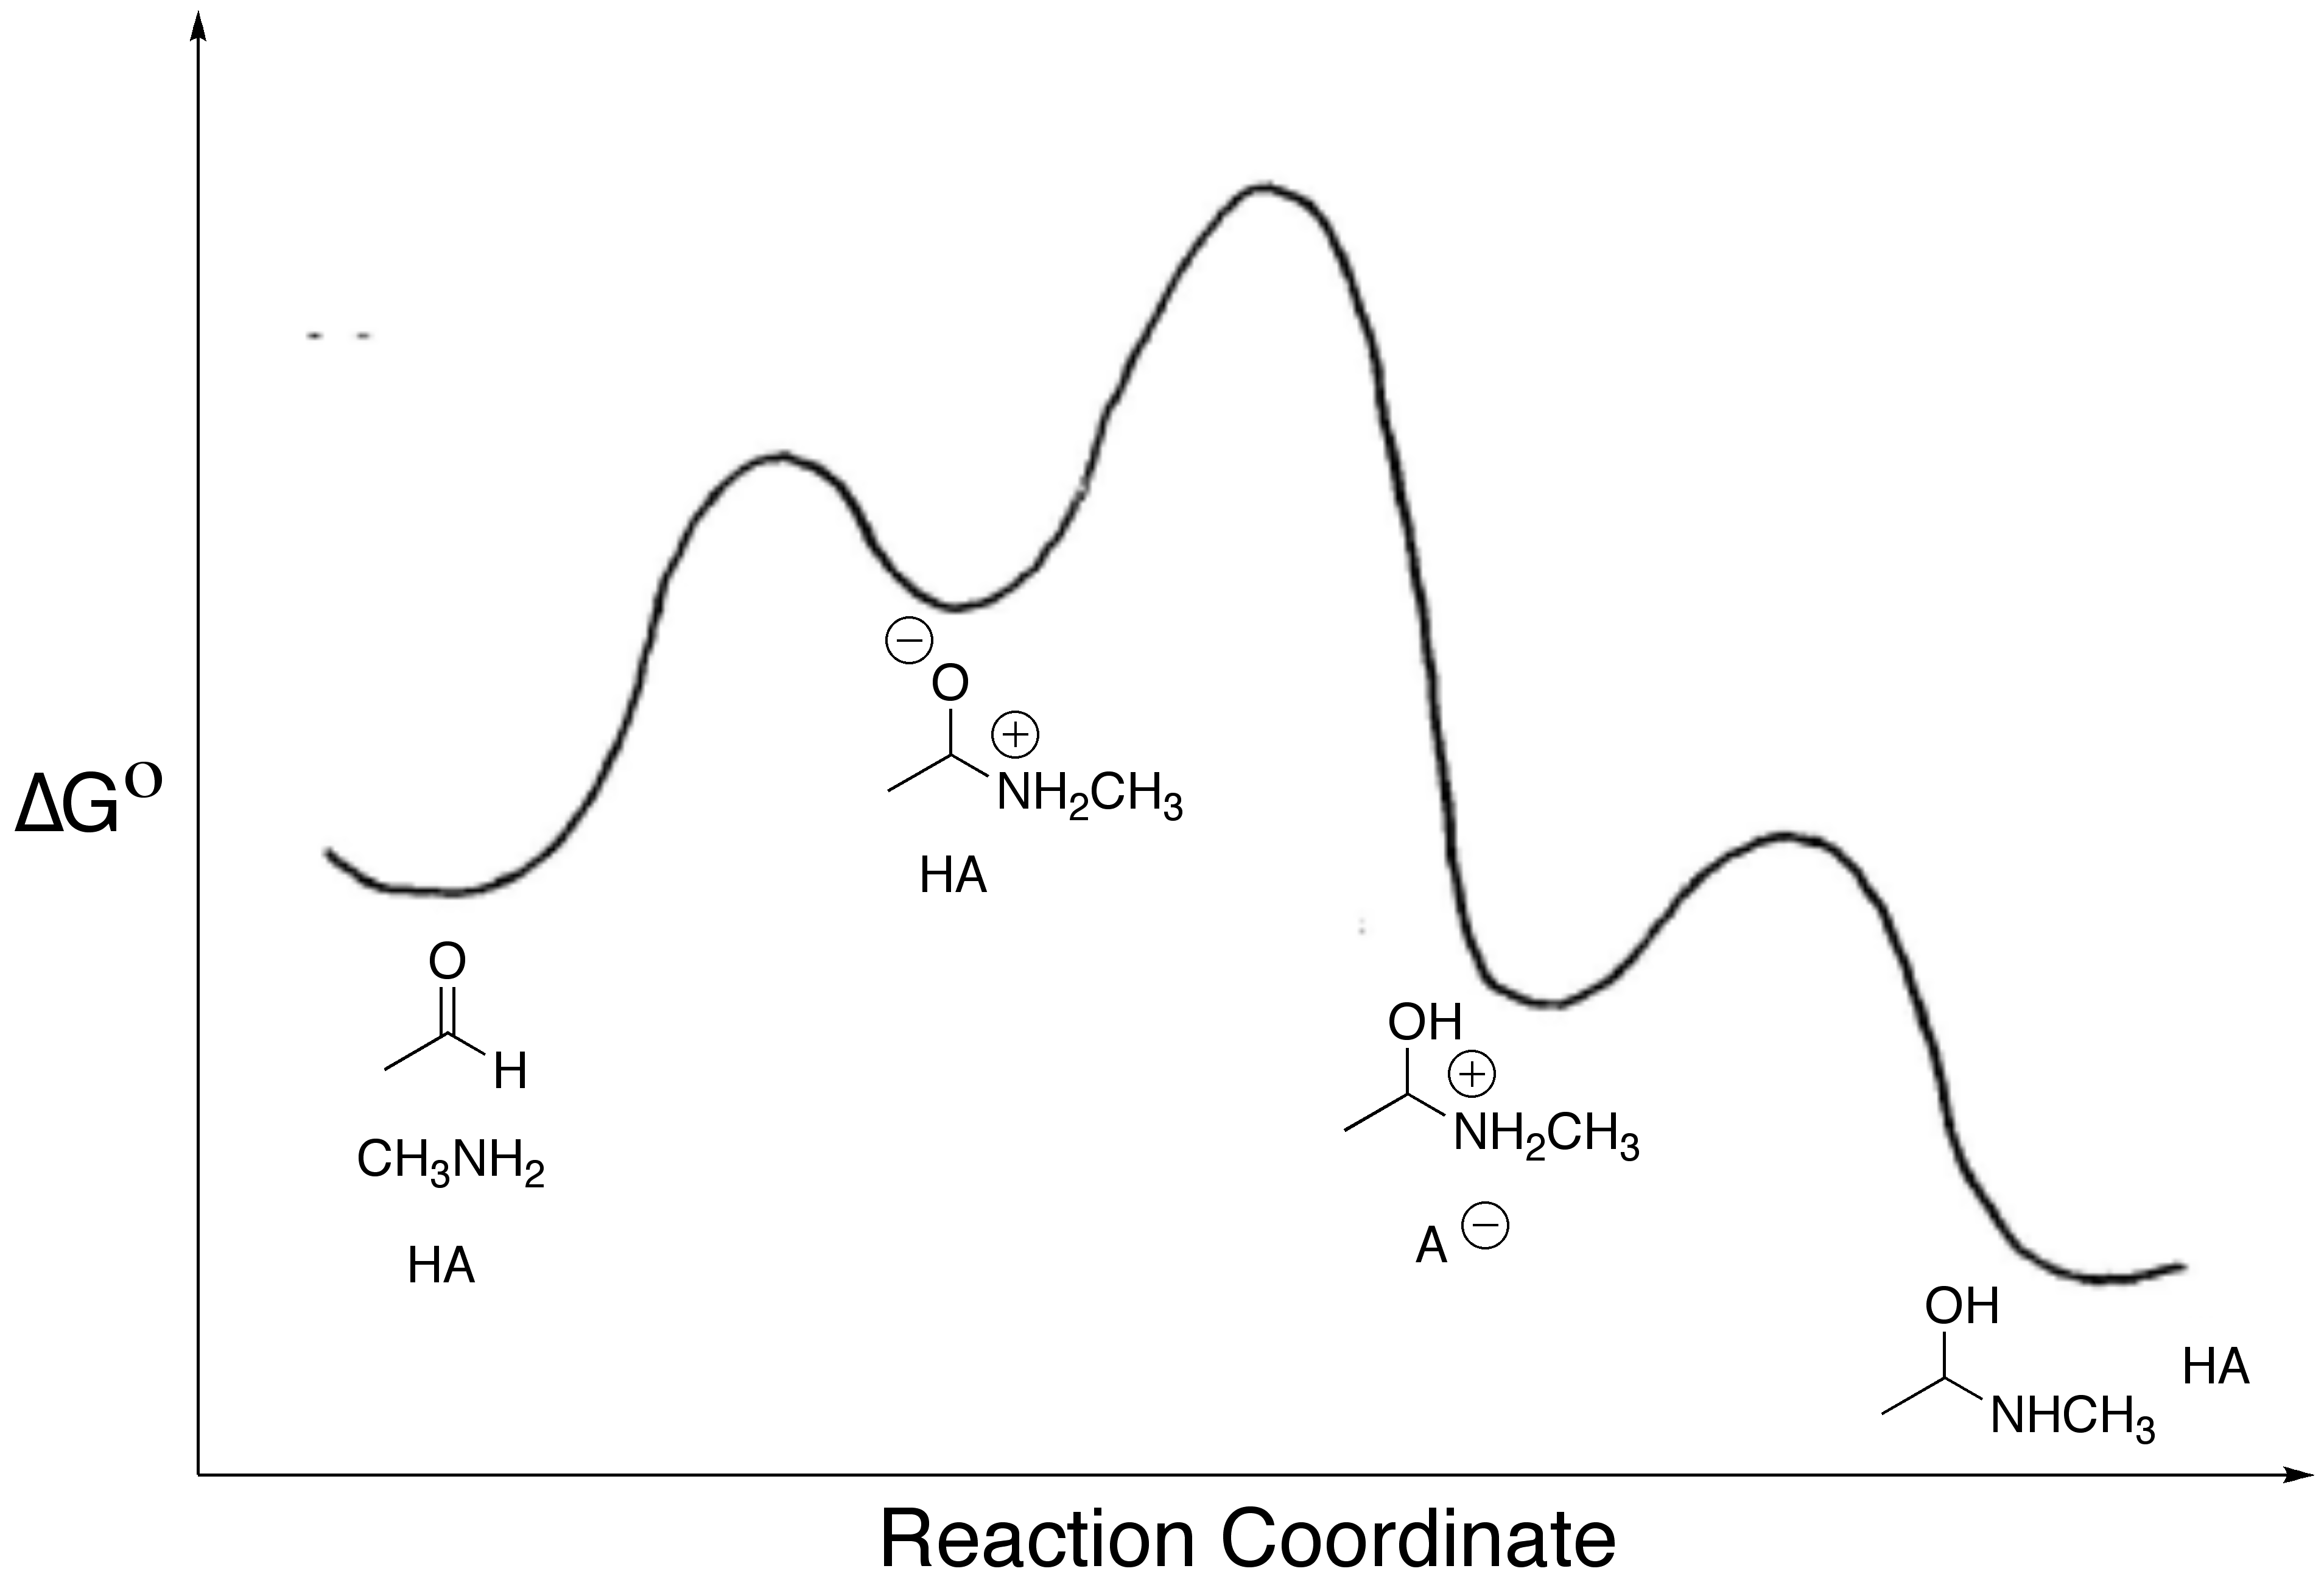 ΔG°
⊖
O
⊕
NH₂CH₃
HA
O
H
CH₃NH₂
HA
OH
⊕
NH₂CH₃
A ⊖
OH
NHCH₃
HA
Reaction Coordinate